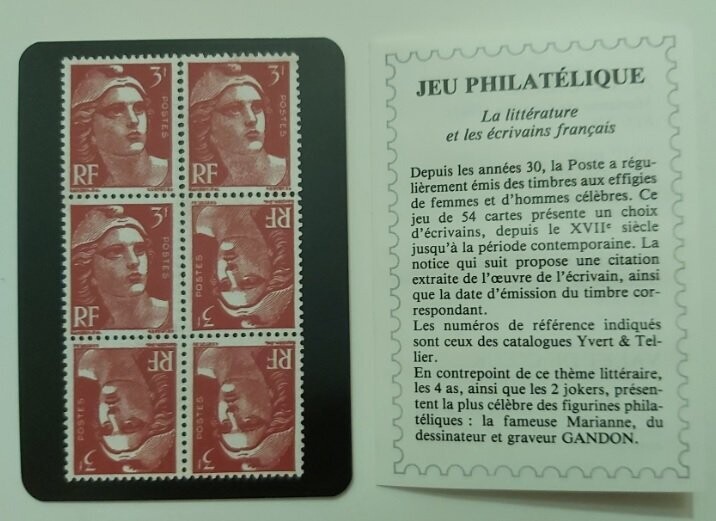 3F
POSTES
RF
3F
POSTES
RF
3F
POSTES
RF
RF
POSTES
3F
RF
POSTES
3F
RF
POSTES
3F
JEU PHILATÉLIQUE
La littérature
et les écrivains français
Depuis les années 30, la Poste a régu-
lièrement émis des timbres aux effigies
de femmes et d'hommes célèbres. Ce
jeu de 54 cartes présente un choix
d'écrivains, depuis le XVIIe siècle
jusqu'à la période contemporaine. La
notice qui suit propose une citation
extraite de l'œuvre de l'écrivain, ainsi
que la date d'émission du timbre cor-
respondant.
Les numéros de référence indiqués
sont ceux des catalogues Yvert & Tel-
lier.
En contrepoint de ce thème littéraire,
les 4 as, ainsi que les 2 jokers, présen-
tent la plus célèbre des figurines phila-
téliques : la fameuse Marianne, du
dessinateur et graveur GANDON.